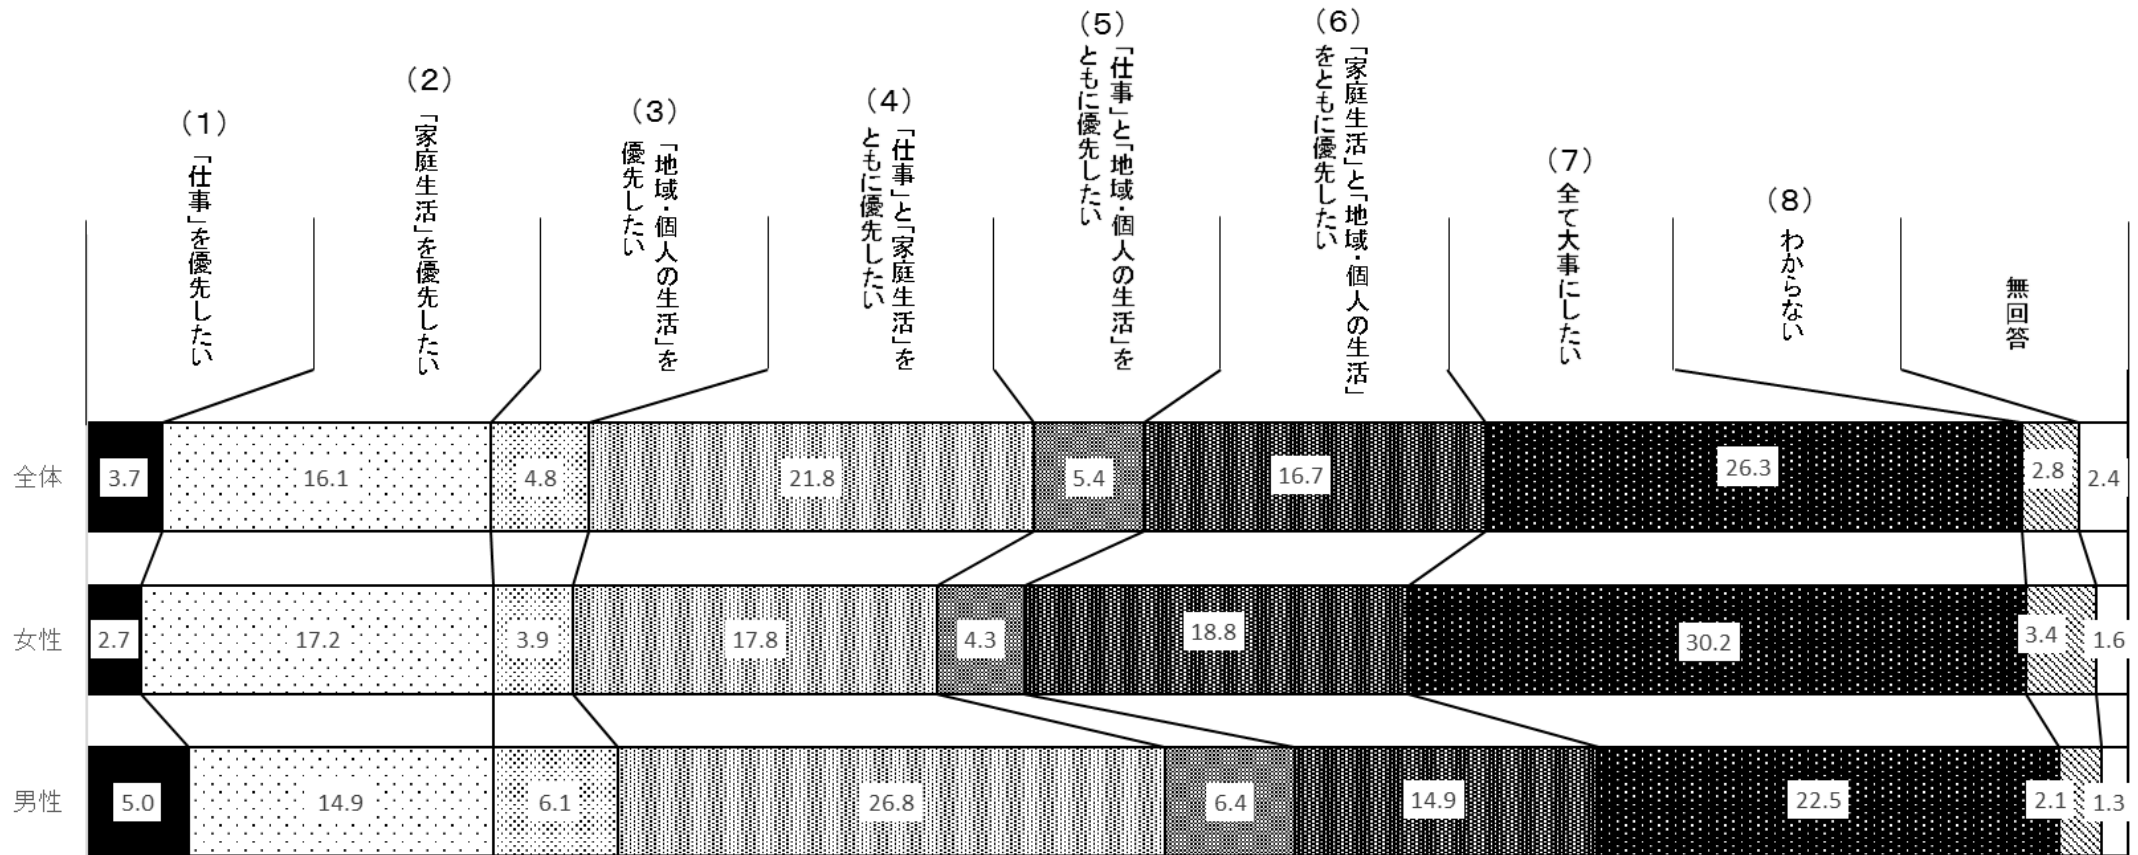 （1）
「仕事」を優先したい
（2）
「家庭生活」を優先したい
（3）
「地域・個人の生活」を
優先したい
（4）
「仕事」と「家庭生活」を
ともに優先したい
（5）
「仕事」と「地域・個人の生活」を
ともに優先したい
（6）
「家庭生活」と「地域・個人の生活」
をともに優先したい
（7）
全て大事にしたい
（8）
わからない
無回答
全体 3.7 16.1 4.8 21.8 5.4 16.7 26.3 2.8 2.4
女性 2.7 17.2 3.9 17.8 4.3 18.8 30.2 3.4 1.6
男性 5.0 14.9 6.1 26.8 6.4 14.9 22.5 2.1 1.3